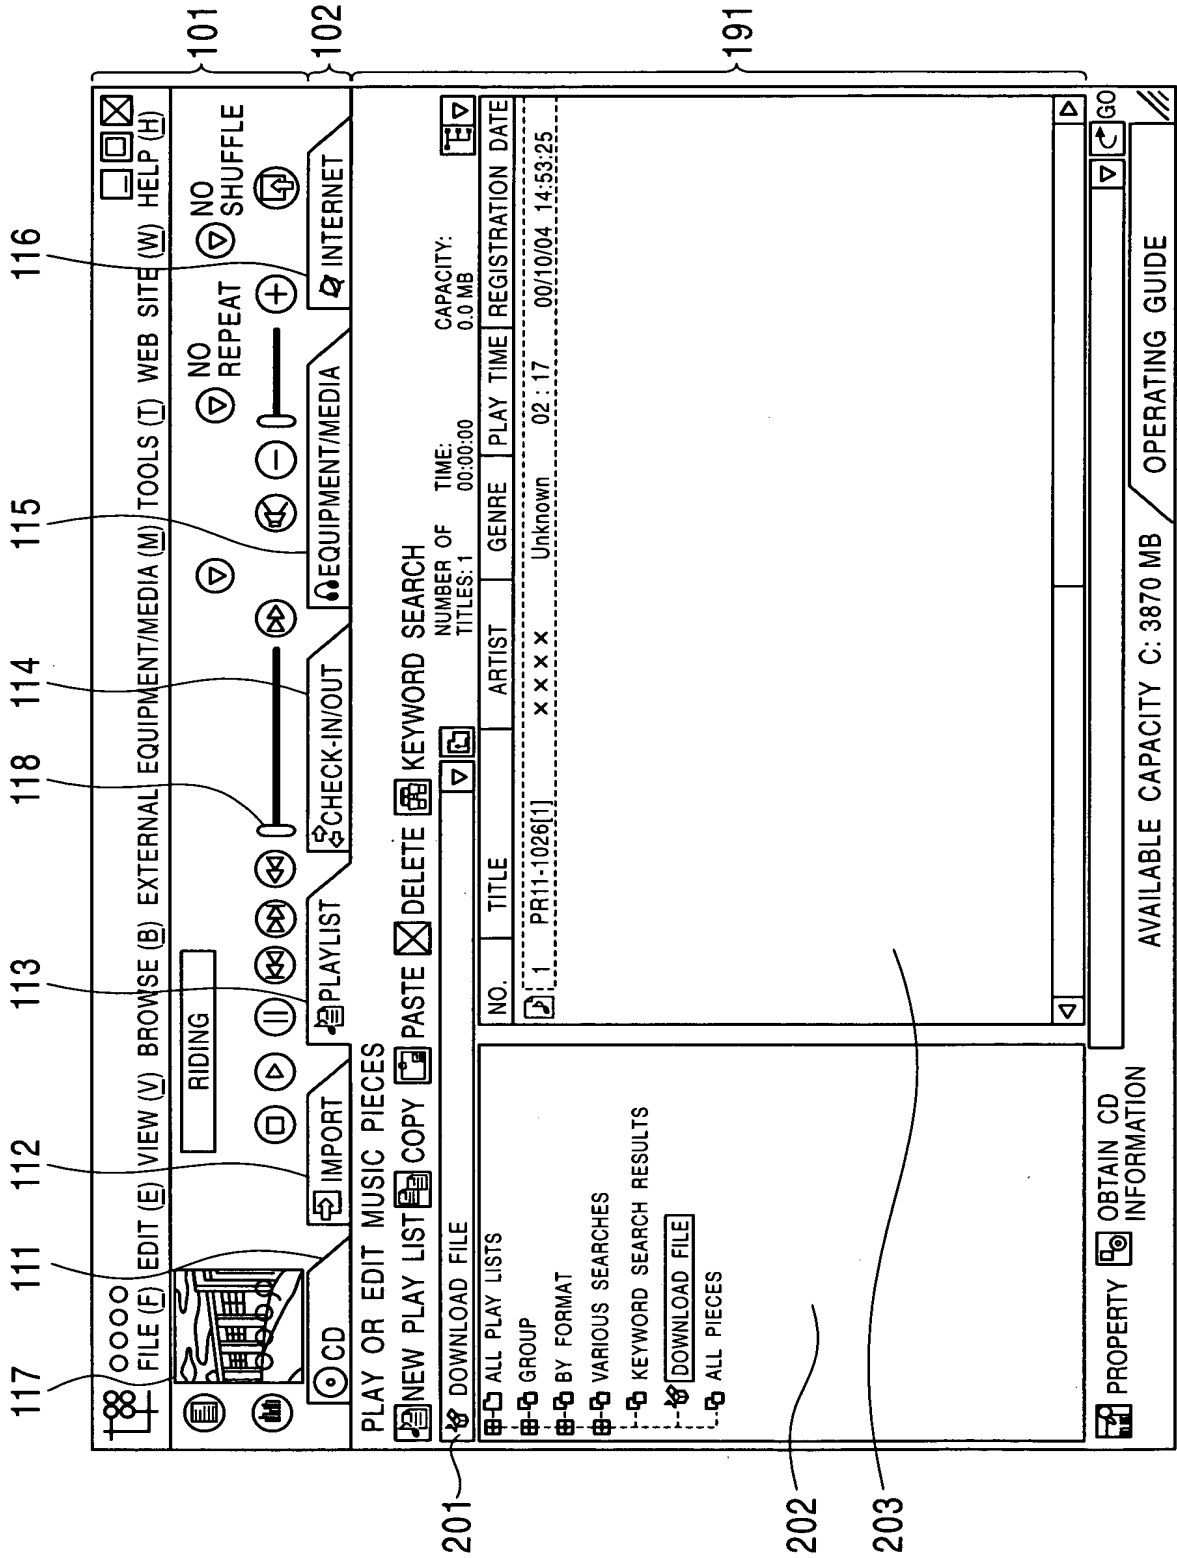 117
111
112
113
118
114
115
116
101
102
191
201
202
203
○○○○
FILE (F) EDIT (E) VIEW (V) BROWSE (B) EXTERNAL EQUIPMENT/MEDIA (M) TOOLS (T) WEB SITE (W) HELP (H)
RIDING
NO REPEAT
NO SHUFFLE
CD
IMPORT
PLAYLIST
CHECK-IN/OUT
EQUIPMENT/MEDIA
INTERNET
PLAY OR EDIT MUSIC PIECES
NEW PLAY LIST COPY PASTE DELETE KEYWORD SEARCH
DOWNLOAD FILE
NUMBER OF
TITLES: 1
TIME:
00:00:00
CAPACITY:
0.0 MB
ALL PLAY LISTS
GROUP
BY FORMAT
VARIOUS SEARCHES
KEYWORD SEARCH RESULTS
DOWNLOAD FILE
ALL PIECES
NO. TITLE ARTIST GENRE PLAY TIME REGISTRATION DATE
1 PR11-1026[1] ×××× Unknown 02 : 17 00/10/04 14:53:25
GO
PROPERTY
OBTAIN CD
INFORMATION
AVAILABLE CAPACITY C: 3870 MB
OPERATING GUIDE